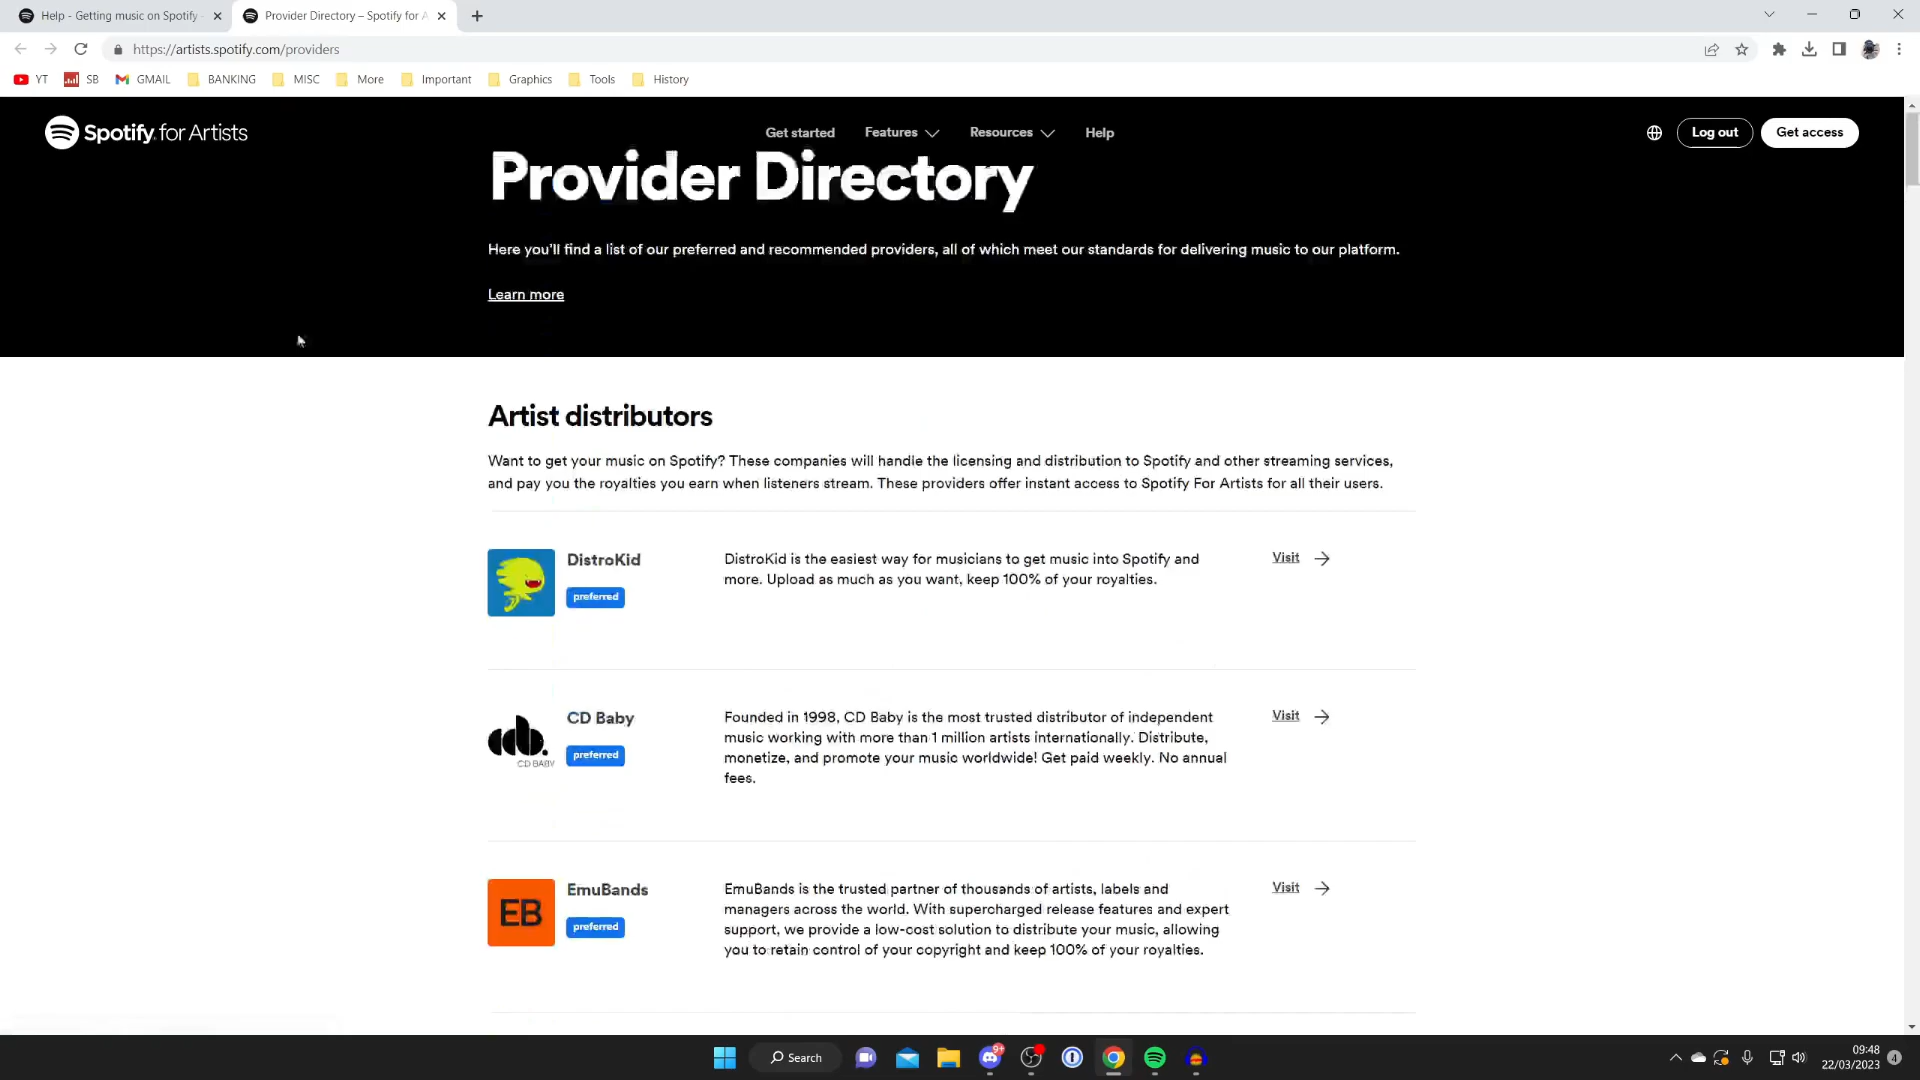 Help - Getting music on Spotify -
Provider Directory – Spotify for A
https://artists.spotify.com/providers
YT
SB
GMAIL
BANKING
MISC
More
Important
Graphics
Tools
History
Spotify for Artists
Get started
Features
Resources
Help
Log out
Get access
Provider Directory
Here you'll find a list of our preferred and recommended providers, all of which meet our standards for delivering music to our platform.
Learn more
Artist distributors
Want to get your music on Spotify? These companies will handle the licensing and distribution to Spotify and other streaming services,
and pay you the royalties you earn when listeners stream. These providers offer instant access to Spotify For Artists for all their users.
DistroKid
preferred
DistroKid is the easiest way for musicians to get music into Spotify and
more. Upload as much as you want, keep 100% of your royalties.
Visit
CD BABY
CD Baby
preferred
Founded in 1998, CD Baby is the most trusted distributor of independent
music working with more than 1 million artists internationally. Distribute,
monetize, and promote your music worldwide! Get paid weekly. No annual
fees.
Visit
EB
EmuBands
preferred
EmuBands is the trusted partner of thousands of artists, labels and
managers across the world. With supercharged release features and expert
support, we provide a low-cost solution to distribute your music, allowing
you to retain control of your copyright and keep 100% of your royalties.
Visit
Search
9+
09:48
22/03/2023
4